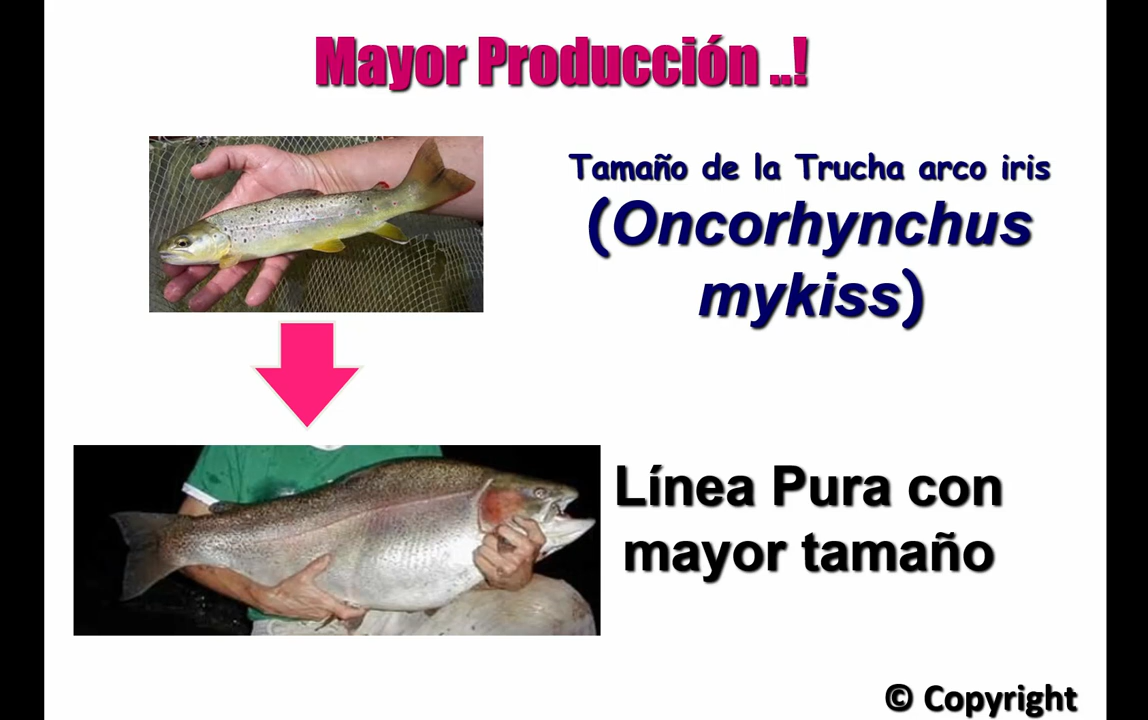 Mayor Producción ..!
Tamaño de la Trucha arco iris
(Oncorhynchus
mykiss)
Línea Pura con
mayor tamaño
© Copyright